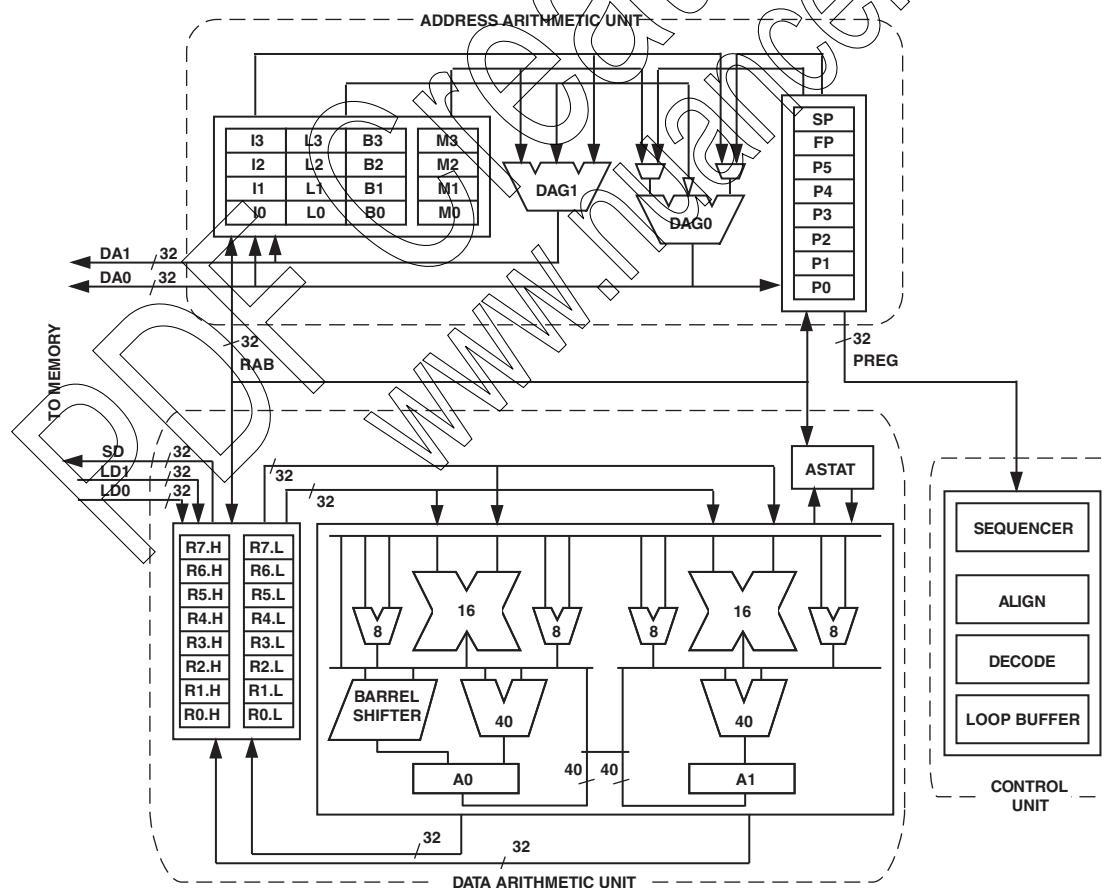 ADDRESS ARITHMETIC UNIT
I3 L3 B3 M3
I2 L2 B2 M2
I1 L1 B1 M1
I0 L0 B0 M0
DAG1
DAG0
SP
FP
P5
P4
P3
P2
P1
P0
DA1 32
DA0 32
32
RAB
32
PREG
TO MEMORY
SD 32
LD1 32
LD0 32
32
32
ASTAT
R7.H R7.L
R6.H R6.L
R5.H R5.L
R4.H R4.L
R3.H R3.L
R2.H R2.L
R1.H R1.L
R0.H R0.L
16
16
8
8
8
8
BARREL
SHIFTER
40
40
A0
40
40
A1
32
32
DATA ARITHMETIC UNIT
SEQUENCER
ALIGN
DECODE
LOOP BUFFER
CONTROL
UNIT